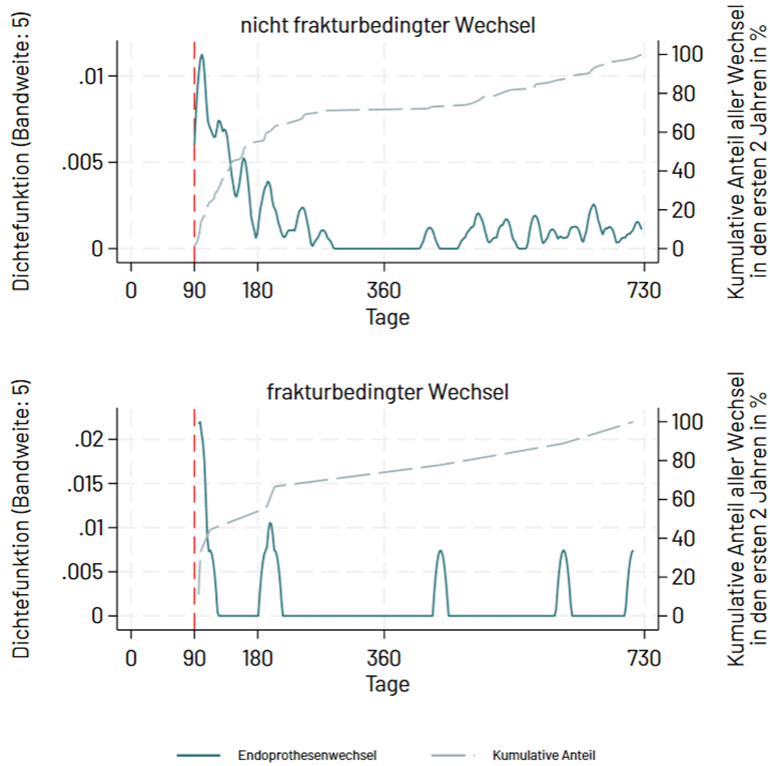 nicht frakturbedingter Wechsel
Dichtefunktion (Bandweite: 5)
.01
.005
0
100
80
60
40
20
0
Kumulative Anteil aller Wechsel
in den ersten 2 Jahren in %
0 90 180 360 730
Tage
frakturbedingter Wechsel
Dichtefunktion (Bandweite: 5)
.02
.015
.01
.005
0
100
80
60
40
20
0
Kumulative Anteil aller Wechsel
in den ersten 2 Jahren in %
0 90 180 360 730
Tage
Endoprothesenwechsel Kumulative Anteil